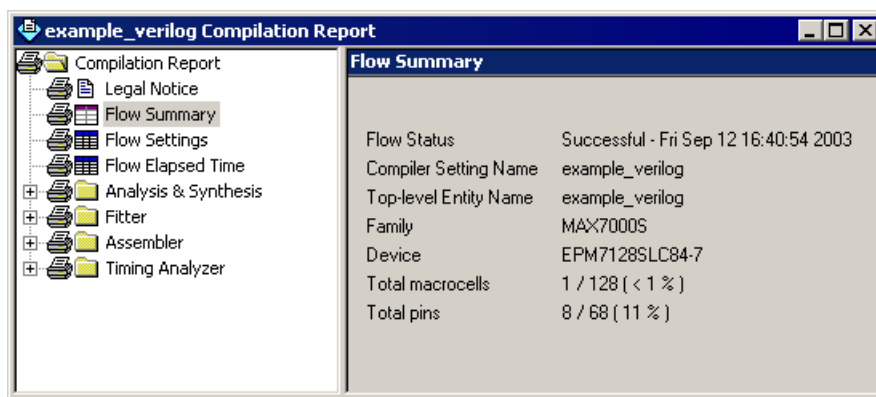 example_verilog Compilation Report
Compilation Report
Legal Notice
Flow Summary
Flow Settings
Flow Elapsed Time
Analysis & Synthesis
Fitter
Assembler
Timing Analyzer
Flow Summary
Flow Status Successful - Fri Sep 12 16:40:54 2003
Compiler Setting Name example_verilog
Top-level Entity Name example_verilog
Family MAX7000S
Device EPM7128SLC84-7
Total macrocells 1 / 128 ( < 1 % )
Total pins 8 / 68 ( 11 % )